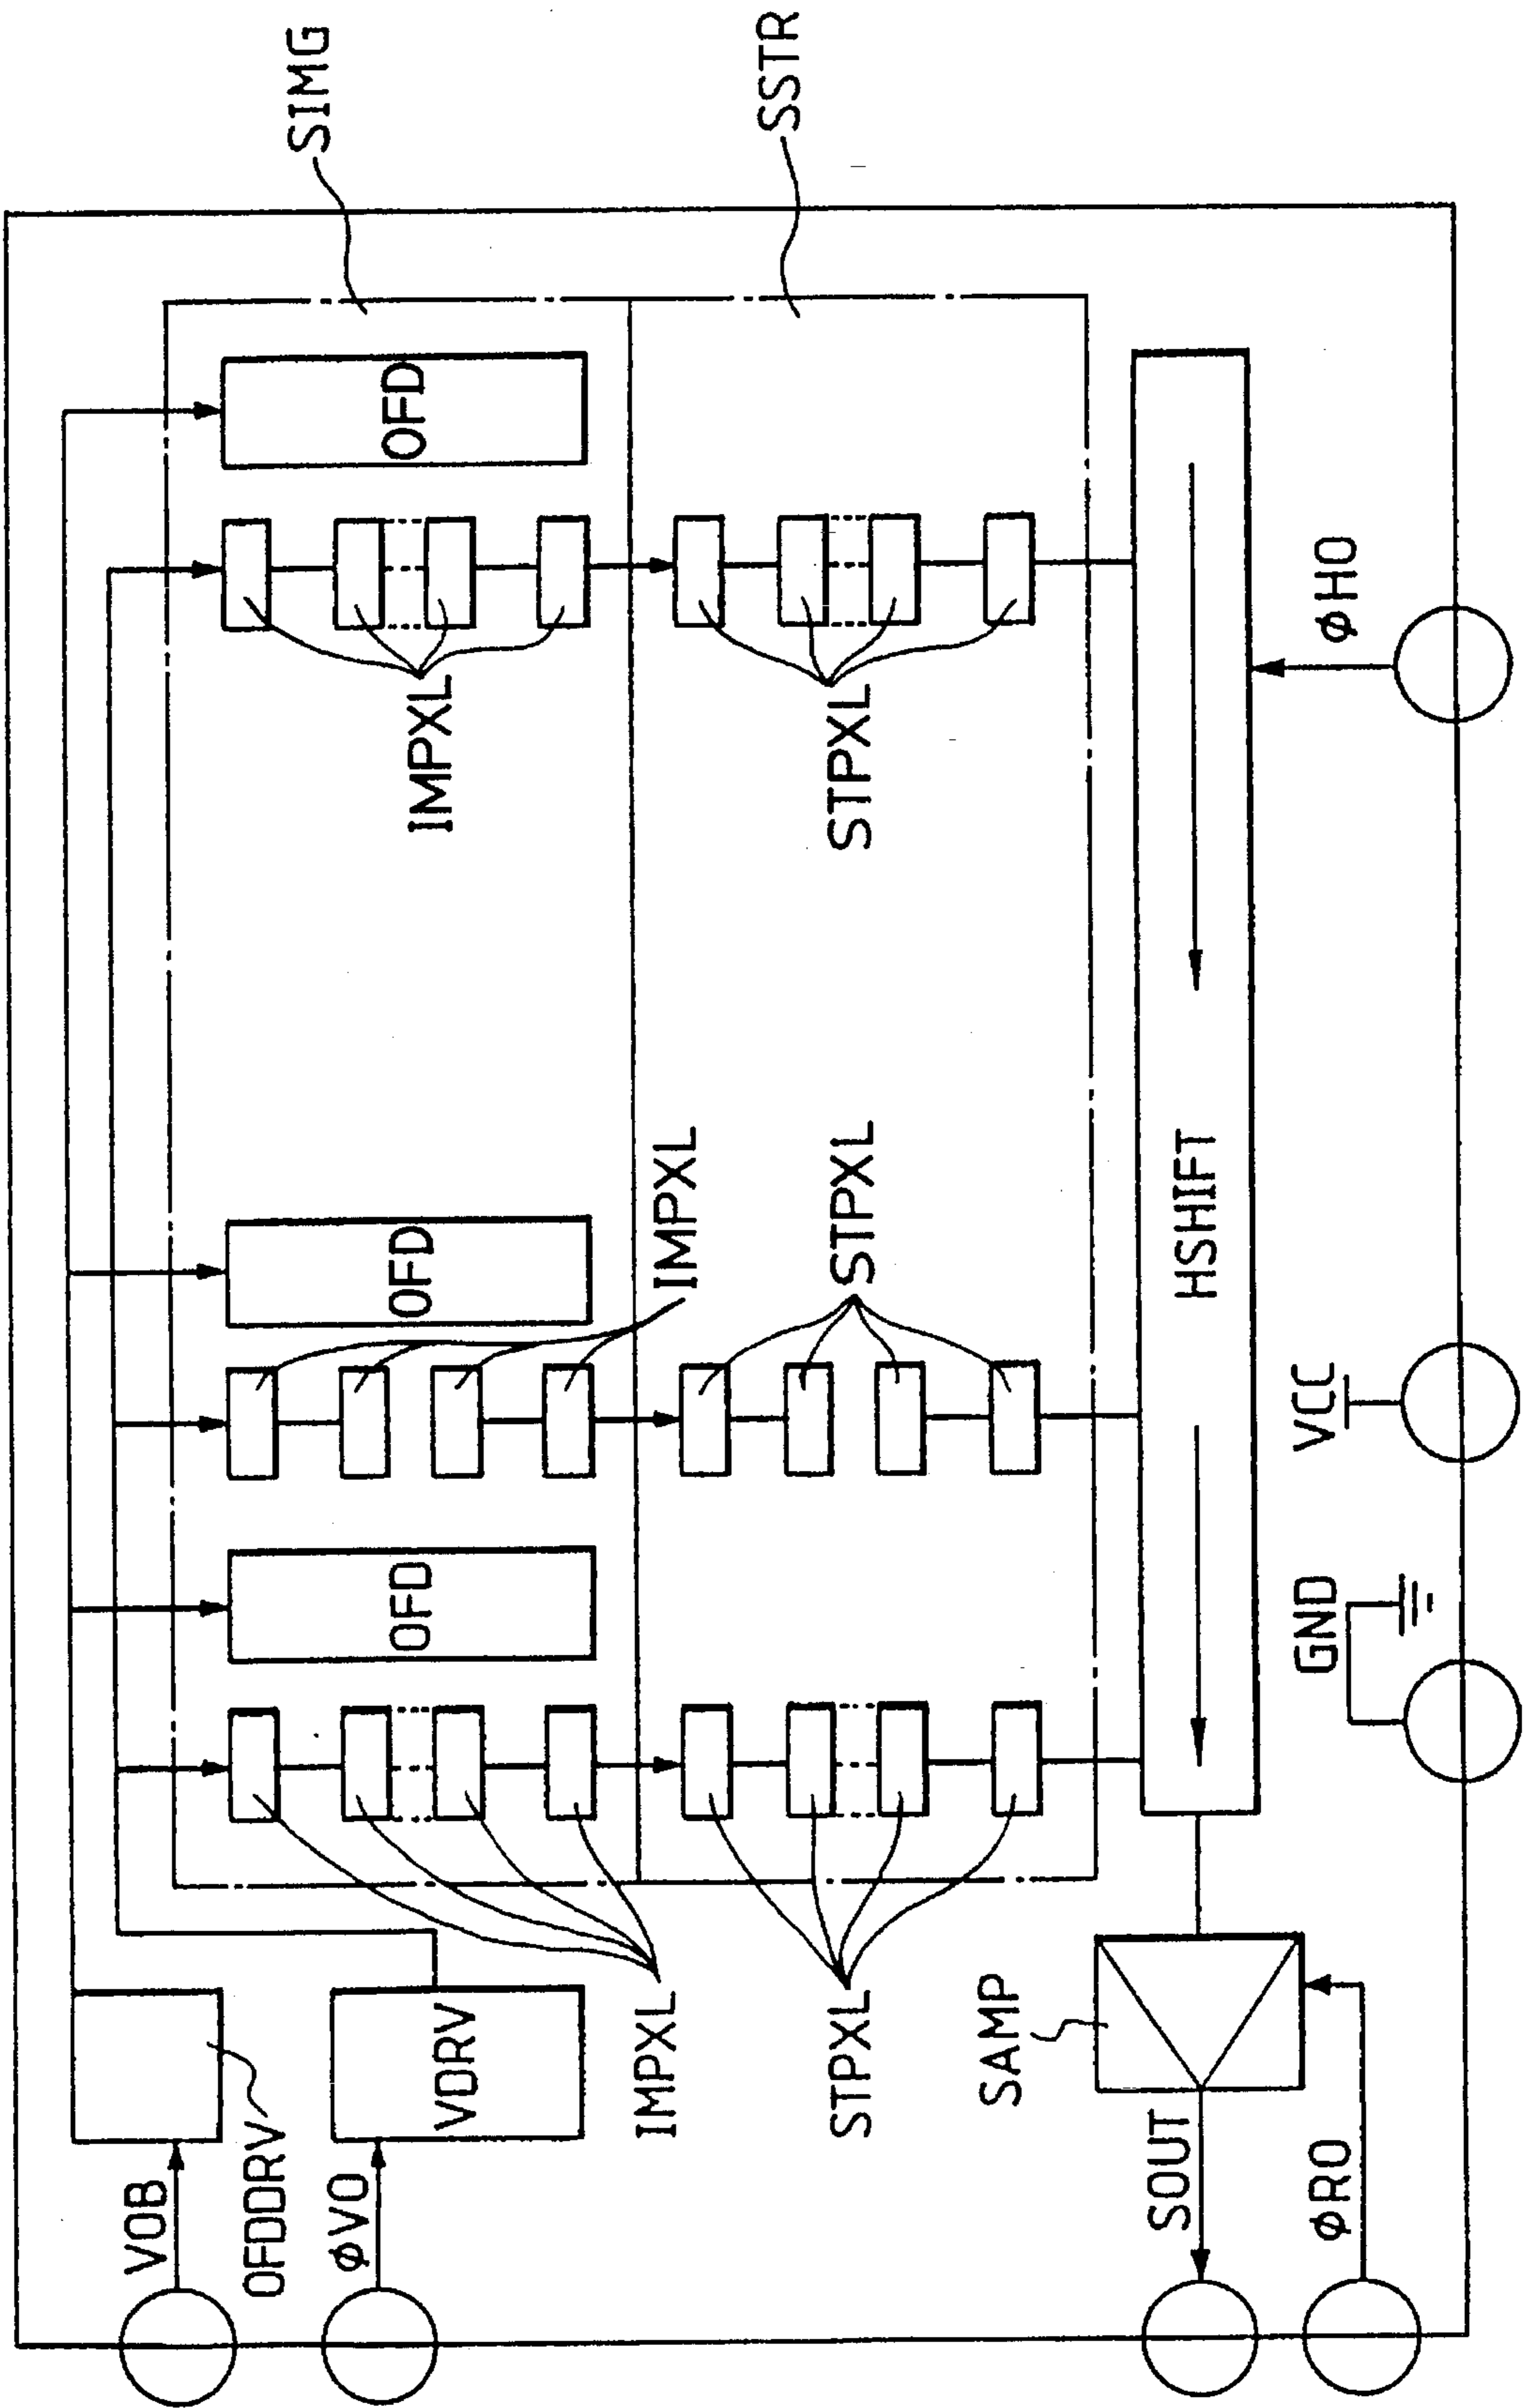 SIMG
SSTR
OFD
IMPXL
STPXL
φHO
OFD
IMPXL
STPXL
HSHIFT
VCC
OFD
GND
IMPXL
STPXL
SAMP
VDRV
OFDDRV
VOB
φVO
SOUT
φRO